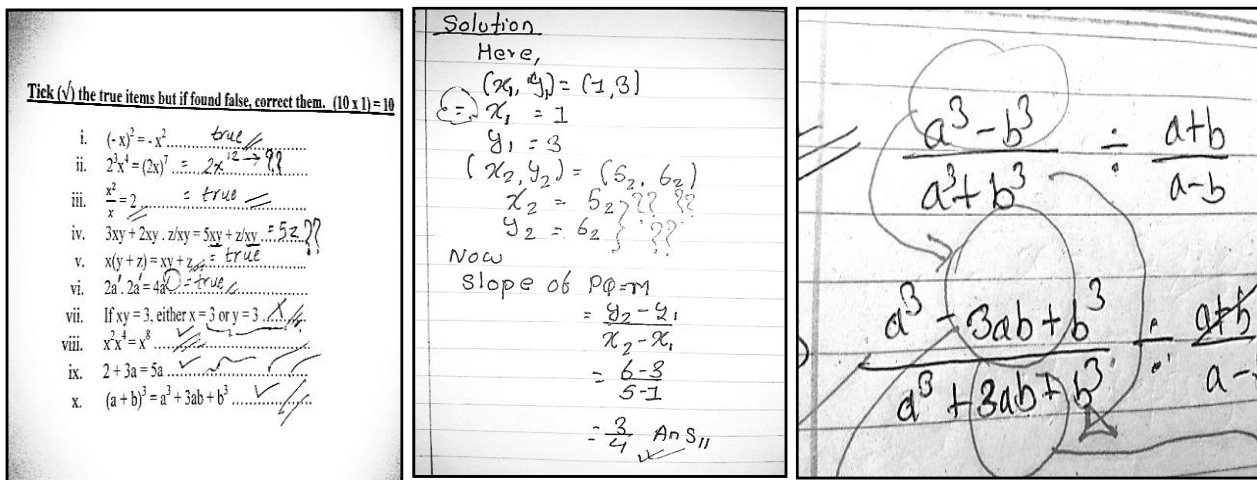 Tick (√) the true items but if found false, correct them. (10 x 1) = 10
i. (-x)² = -x² true
ii. 2³x⁴ = (2x)⁷ = 2x¹² → ??
iii. x²/x = 2 = true
iv. 3xy + 2xy . z/xy = 5xy + z/xy = 5z ??
v. x(y + z) = xy + z = true
vi. 2a¹. 2a¹ = 4a¹ = true
vii. If xy = 3, either x = 3 or y = 3 X
viii. x²x⁴ = x⁸ ✓
ix. 2 + 3a = 5a ✓
x. (a + b)³ = a³ + 3ab + b³ ✓
Solution
Here,
(x₁, y₁) = (1, 3)
x₁ = 1
y₁ = 3
(x₂, y₂) = (5₂, 6₂)
x₂ = 5₂ } ?? ??
y₂ = 6₂ } ??
Now
Slope of PQ = m
= y₂ - y₁ / x₂ - x₁
= 6-3 / 5-1
= 3/4 Ans
a³ - b³ / a³ + b³ ÷ a+b / a-b
a³ - 3ab + b³ / a³ + 3ab + b³ ÷ a+b / a-